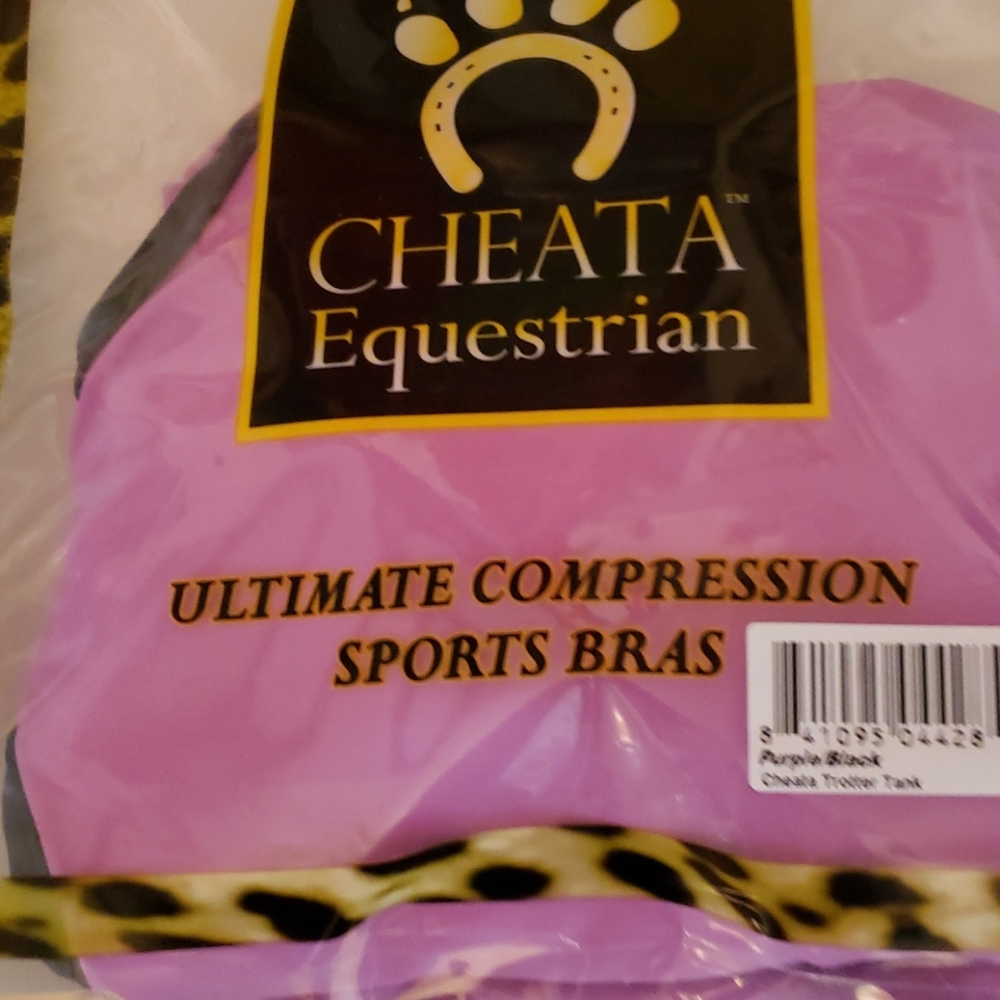 CHEATA™
Equestrian
ULTIMATE COMPRESSION
SPORTS BRAS
8 41095 04428
Purple/Black
Cheata Trotter Tank